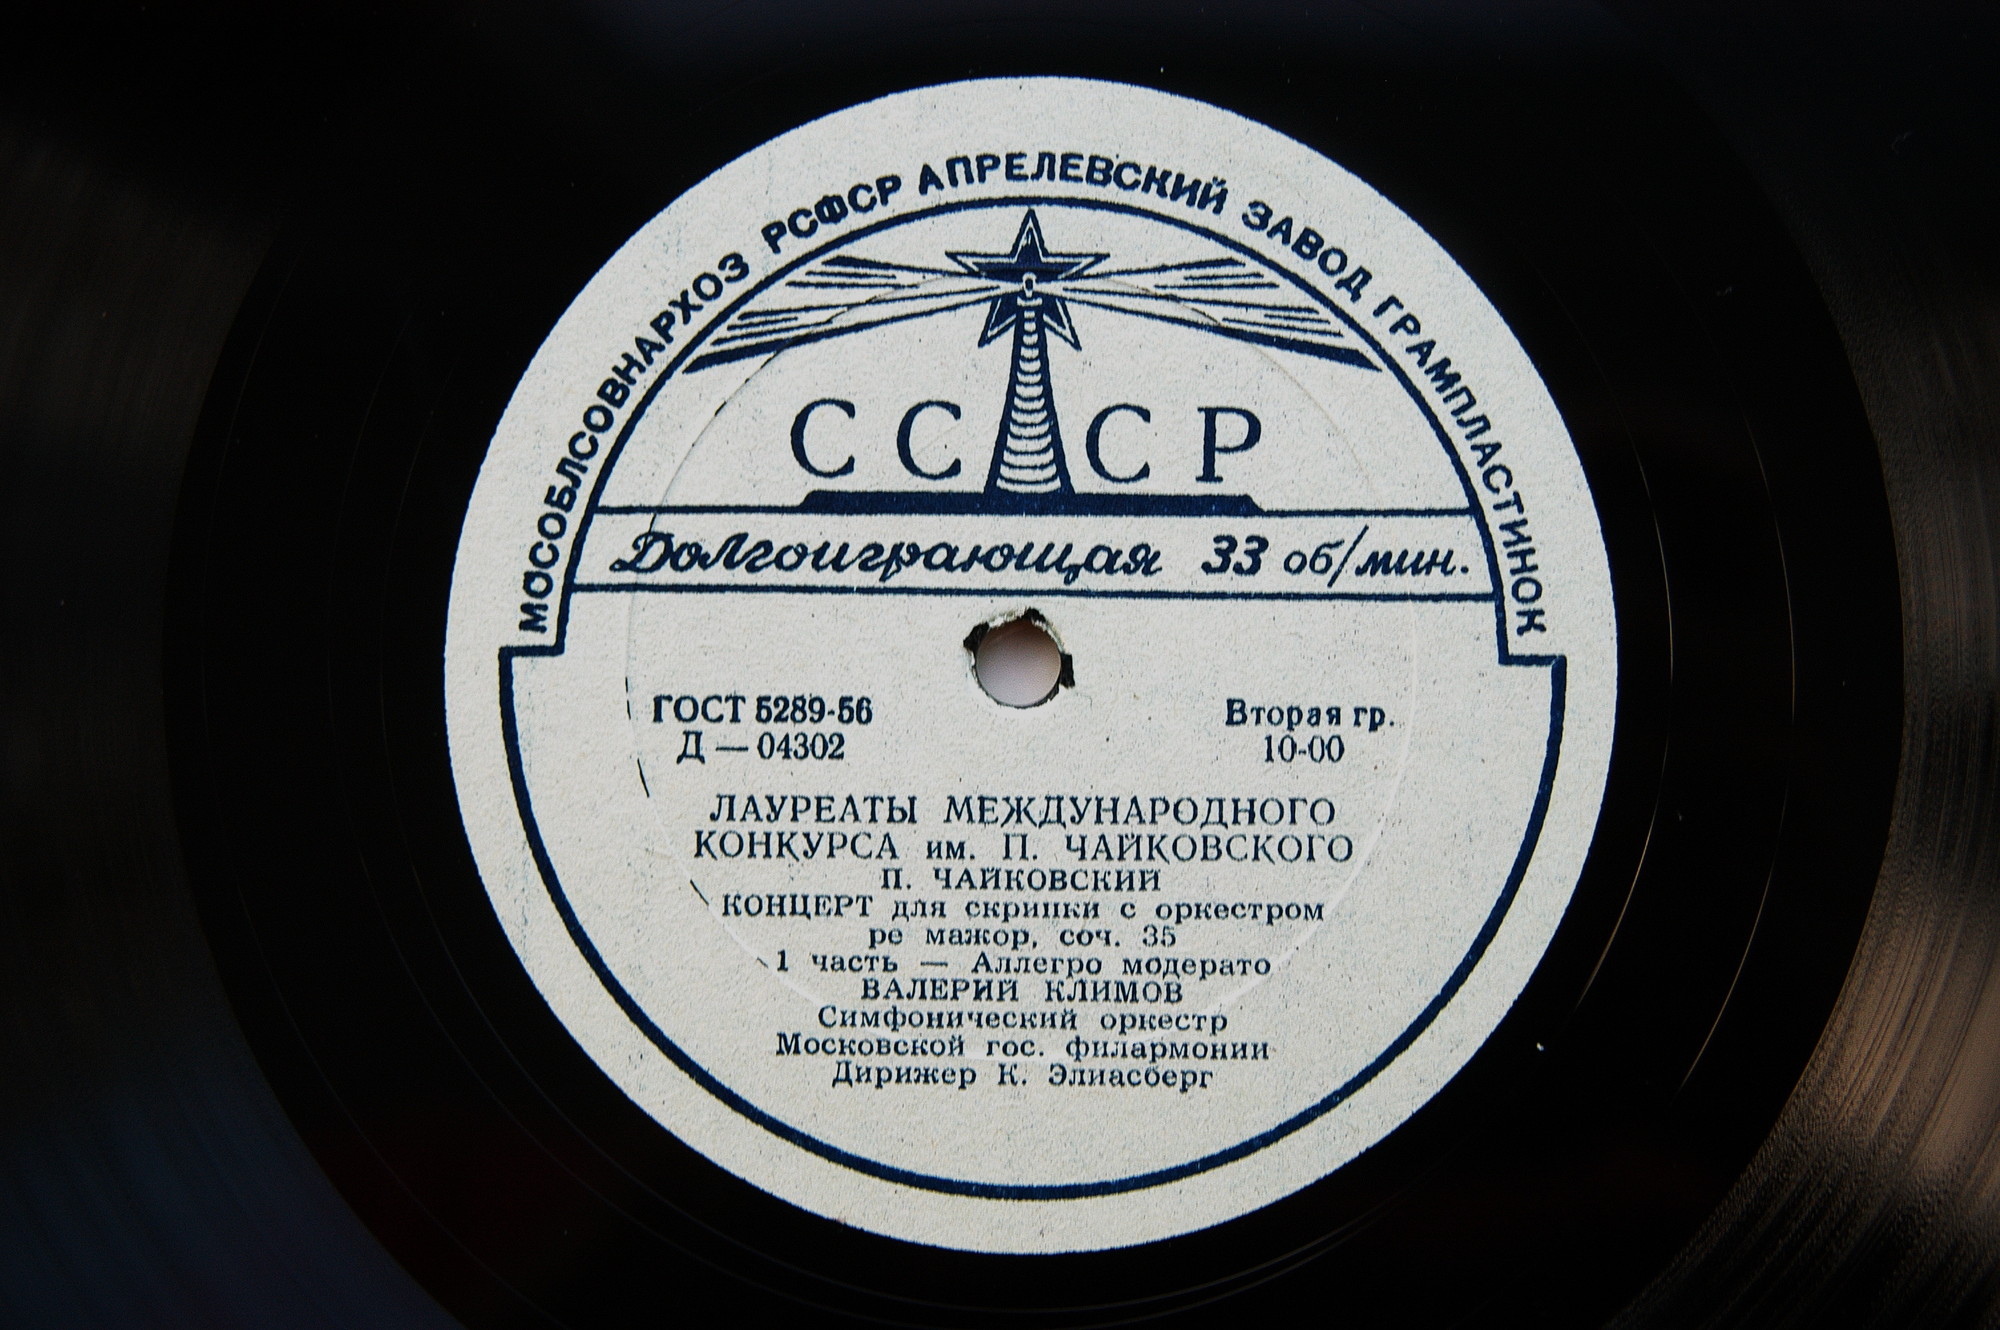 МОСОБЛСОВНАРХОЗ РСФСР АПРЕЛЕВСКИЙ ЗАВОД ГРАМПЛАСТИНОК
СССР
Долгоиграющая 33 об/мин.
ГОСТ 5289-56
Д — 04302
Вторая гр.
10-00
ЛАУРЕАТЫ МЕЖДУНАРОДНОГО
КОНКУРСА им. П. ЧАЙКОВСКОГО
П. ЧАЙКОВСКИЙ
КОНЦЕРТ для скрипки с оркестром
ре мажор, соч. 35
1 часть — Аллегро модерато
ВАЛЕРИЙ КЛИМОВ
Симфонический оркестр
Московской гос. филармонии
Дирижер К. Элиасберг